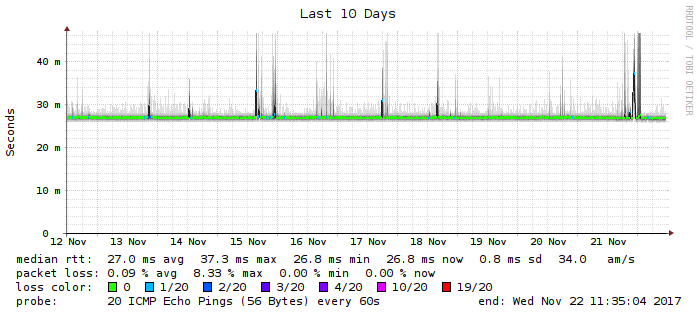 Last 10 Days
RRDTOOL / TOBI OETIKER
Seconds
40 m
30 m
20 m
10 m
0
12 Nov 13 Nov 14 Nov 15 Nov 16 Nov 17 Nov 18 Nov 19 Nov 20 Nov 21 Nov
median rtt: 27.0 ms avg 37.3 ms max 26.8 ms min 26.8 ms now 0.8 ms sd 34.0 am/s
packet loss: 0.09 % avg 8.33 % max 0.00 % min 0.00 % now
loss color: 0 1/20 2/20 3/20 4/20 10/20 19/20
probe: 20 ICMP Echo Pings (56 Bytes) every 60s end: Wed Nov 22 11:35:04 2017